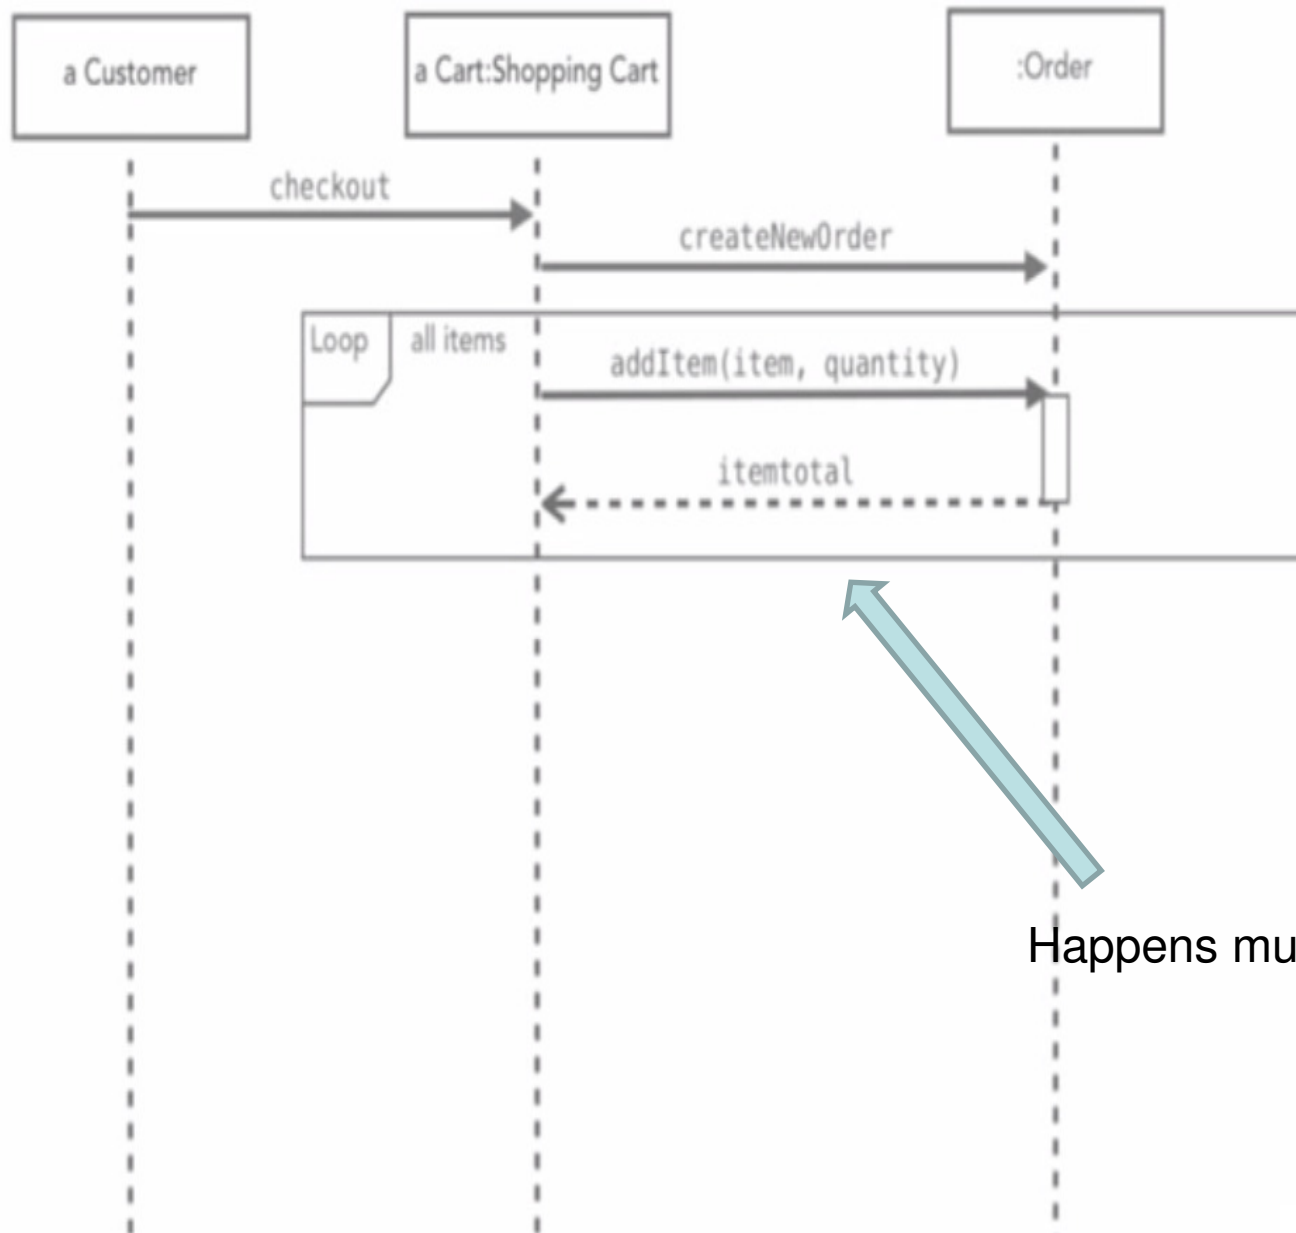 a Customer
a Cart:Shopping Cart
:Order
checkout
createNewOrder
Loop
all items
addItem(item, quantity)
itemtotal
Happens mu